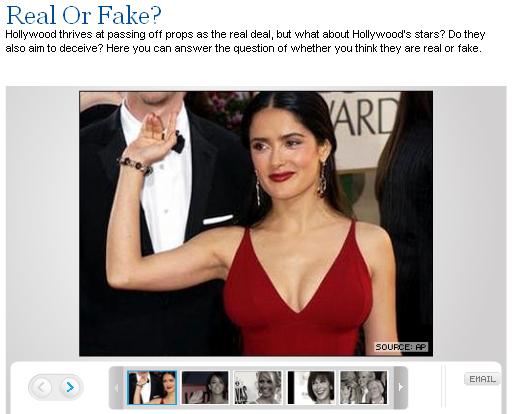 Real Or Fake?
Hollywood thrives at passing off props as the real deal, but what about Hollywood's stars? Do they
also aim to deceive? Here you can answer the question of whether you think they are real or fake.
WARD
SOURCE: AP
EMAIL